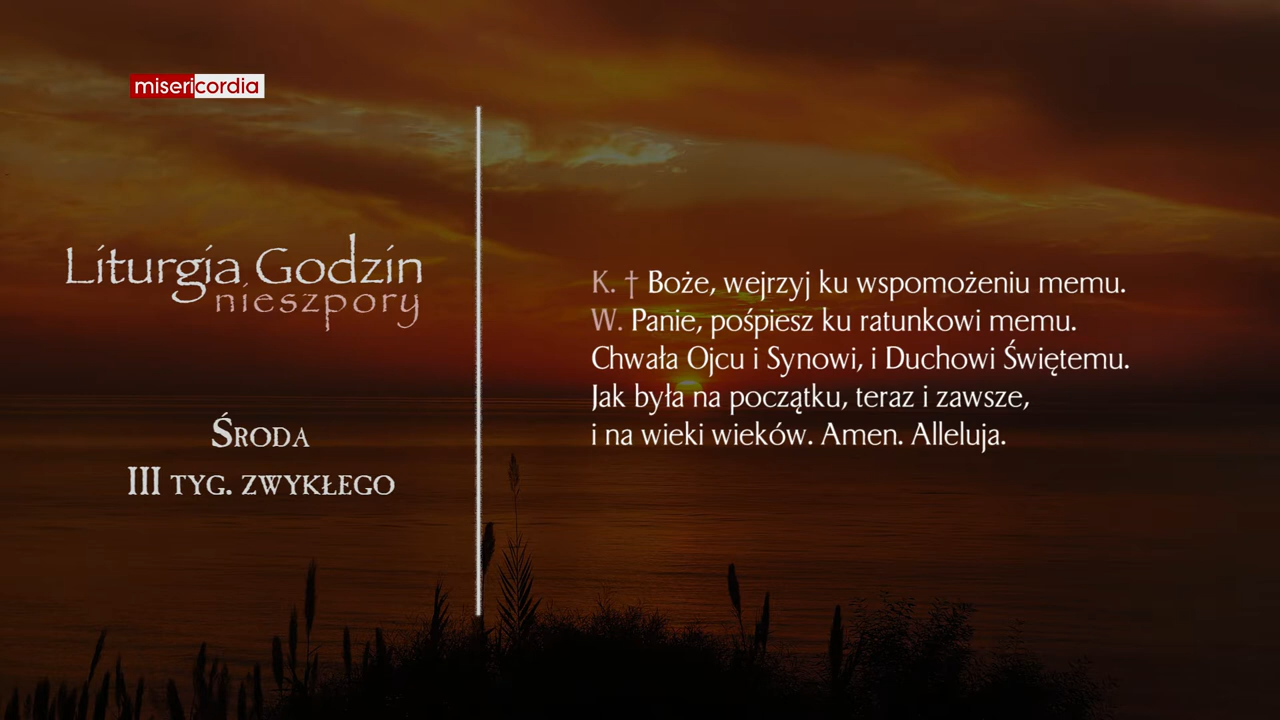 misericordia
Liturgia Godzin
nieszpory
Środa
III tyg. zwykłego
K. † Boże, wejrzyj ku wspomożeniu memu.
W. Panie, pośpiesz ku ratunkowi memu.
Chwała Ojcu i Synowi, i Duchowi Świętemu.
Jak była na początku, teraz i zawsze,
i na wieki wieków. Amen. Alleluja.